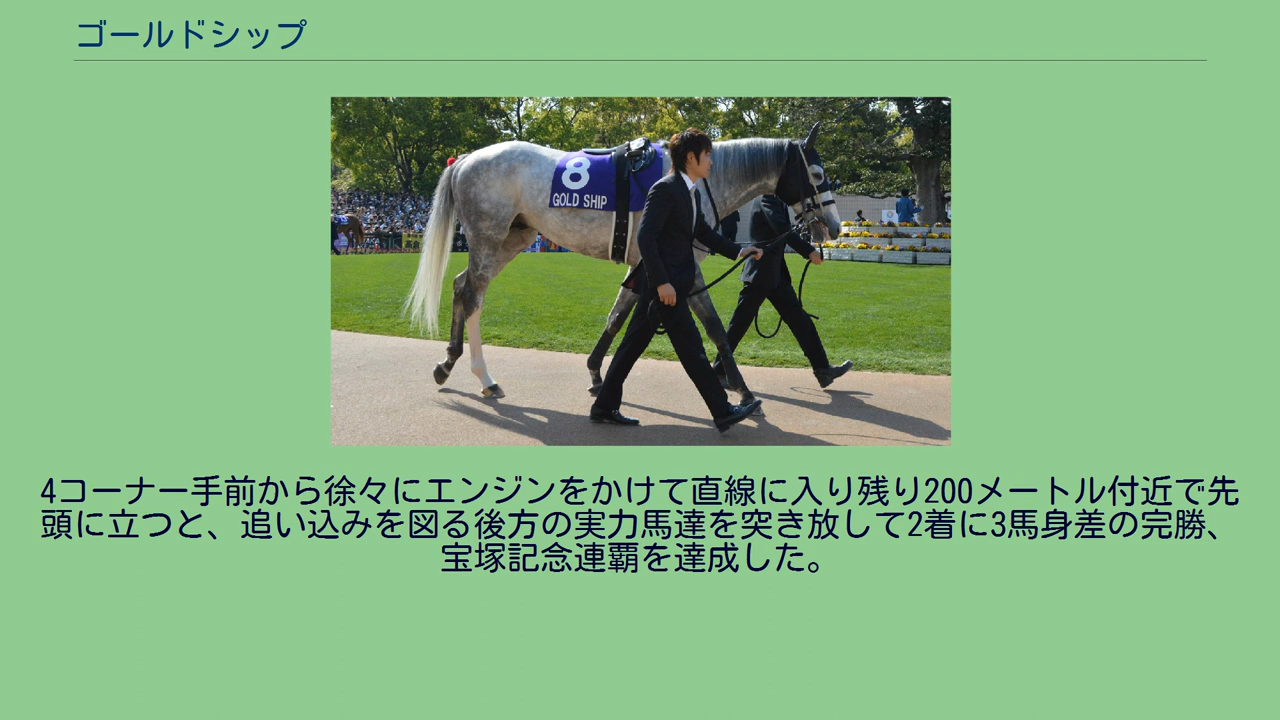 ゴールドシップ
8
GOLD SHIP
4コーナー手前から徐々にエンジンをかけて直線に入り残り200メートル付近で先
頭に立つと、追い込みを図る後方の実力馬達を突き放して2着に3馬身差の完勝、
宝塚記念連覇を達成した。